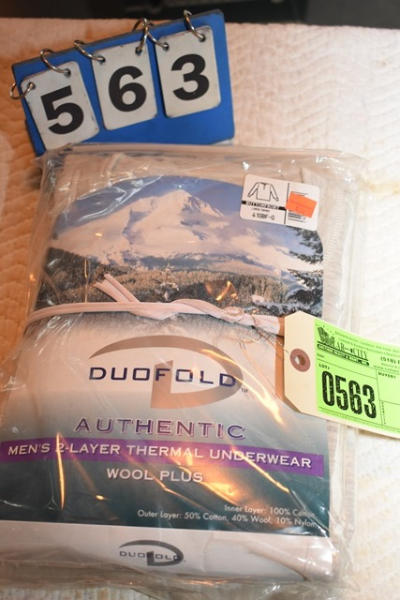 563
BUTTONFRONT
DUOFOLD
AUTHENTIC
MEN'S 2-LAYER THERMAL UNDERWEAR
WOOL PLUS
Inner Layer: 100% Cotton
Outer Layer: 50% Cotton, 40% Wool, 10% Nylon
DUOFOLD
0563